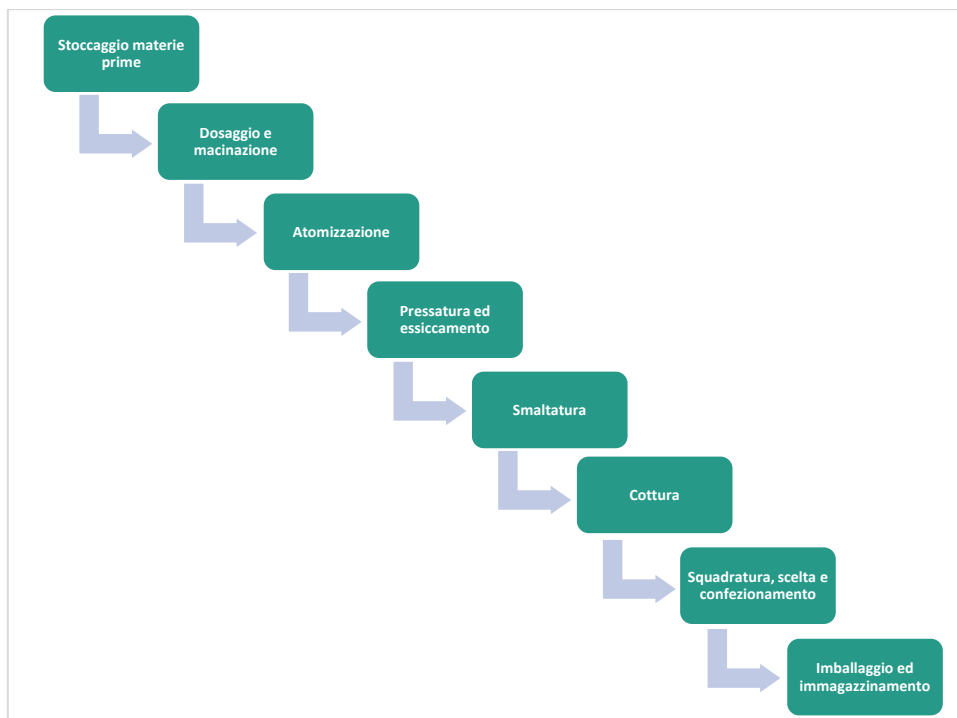 Stoccaggio materie
prime
Dosaggio e
macinazione
Atomizzazione
Pressatura ed
essiccamento
Smaltatura
Cottura
Squadratura, scelta e
confezionamento
Imballaggio ed
immagazzinamento